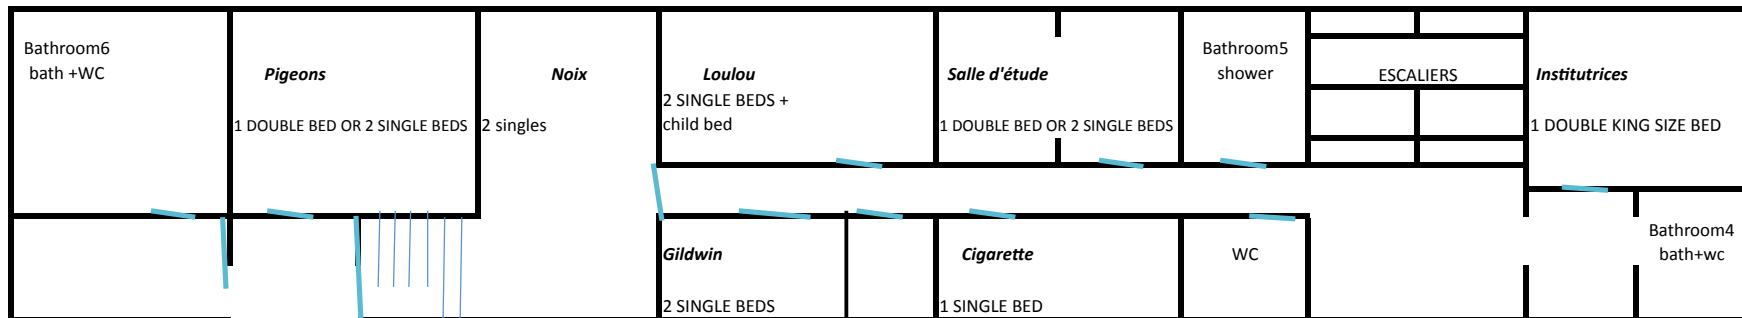 Bathroom6
bath +WC
Pigeons
1 DOUBLE BED OR 2 SINGLE BEDS
Noix
2 singles
Loulou
2 SINGLE BEDS +
child bed
Salle d'étude
1 DOUBLE BED OR 2 SINGLE BEDS
Bathroom5
shower
ESCALIERS
Institutrices
1 DOUBLE KING SIZE BED
Gildwin
2 SINGLE BEDS
Cigarette
1 SINGLE BED
WC
Bathroom4
bath+wc